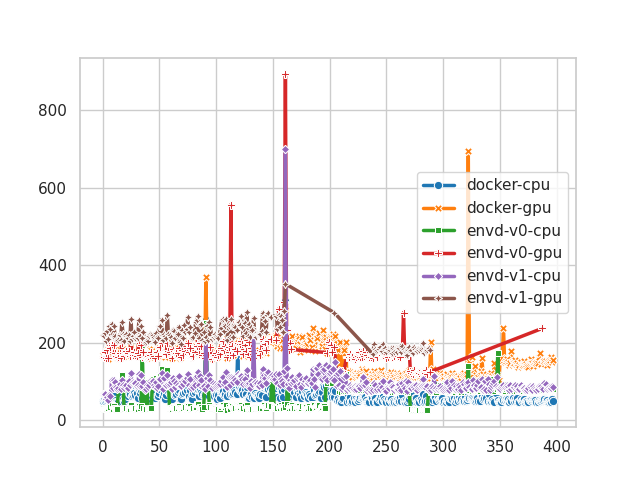 800
600
400
200
0
0 50 100 150 200 250 300 350 400
docker-cpu
docker-gpu
envd-v0-cpu
envd-v0-gpu
envd-v1-cpu
envd-v1-gpu